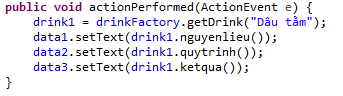 public void actionPerformed(ActionEvent e) {
drink1 = drinkFactory.getDrink("Dâu tằm");
data1.setText(drink1.nguyenlieu());
data2.setText(drink1.quytrinh());
data3.setText(drink1.ketqua());
}